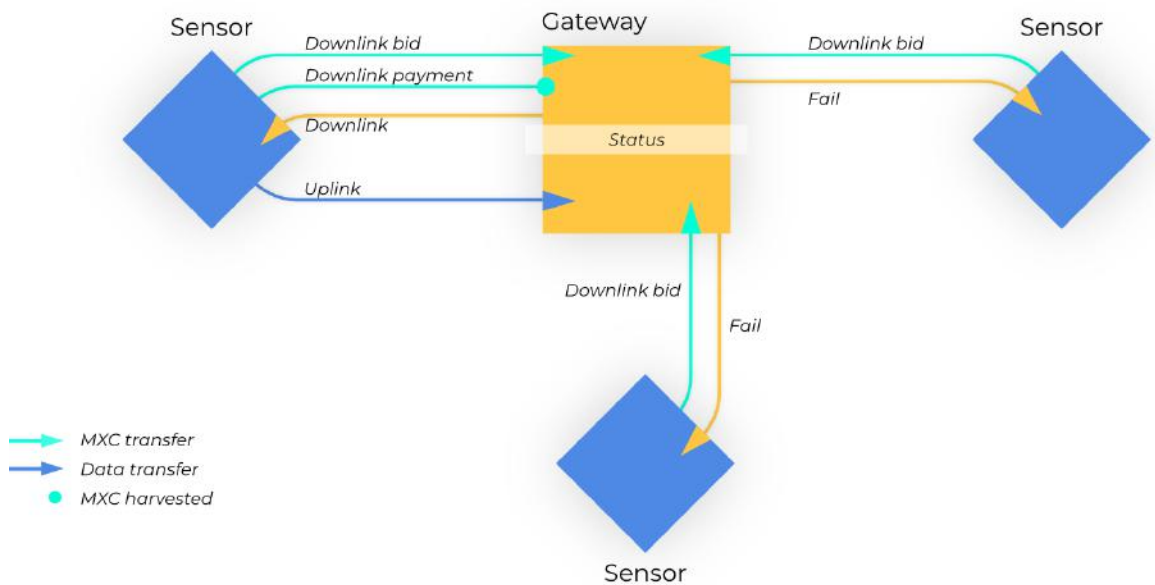 Sensor
Gateway
Sensor
Downlink bid
Downlink payment
Downlink
Uplink
Status
Downlink bid
Fail
Downlink bid
Fail
Sensor
MXC transfer
Data transfer
MXC harvested